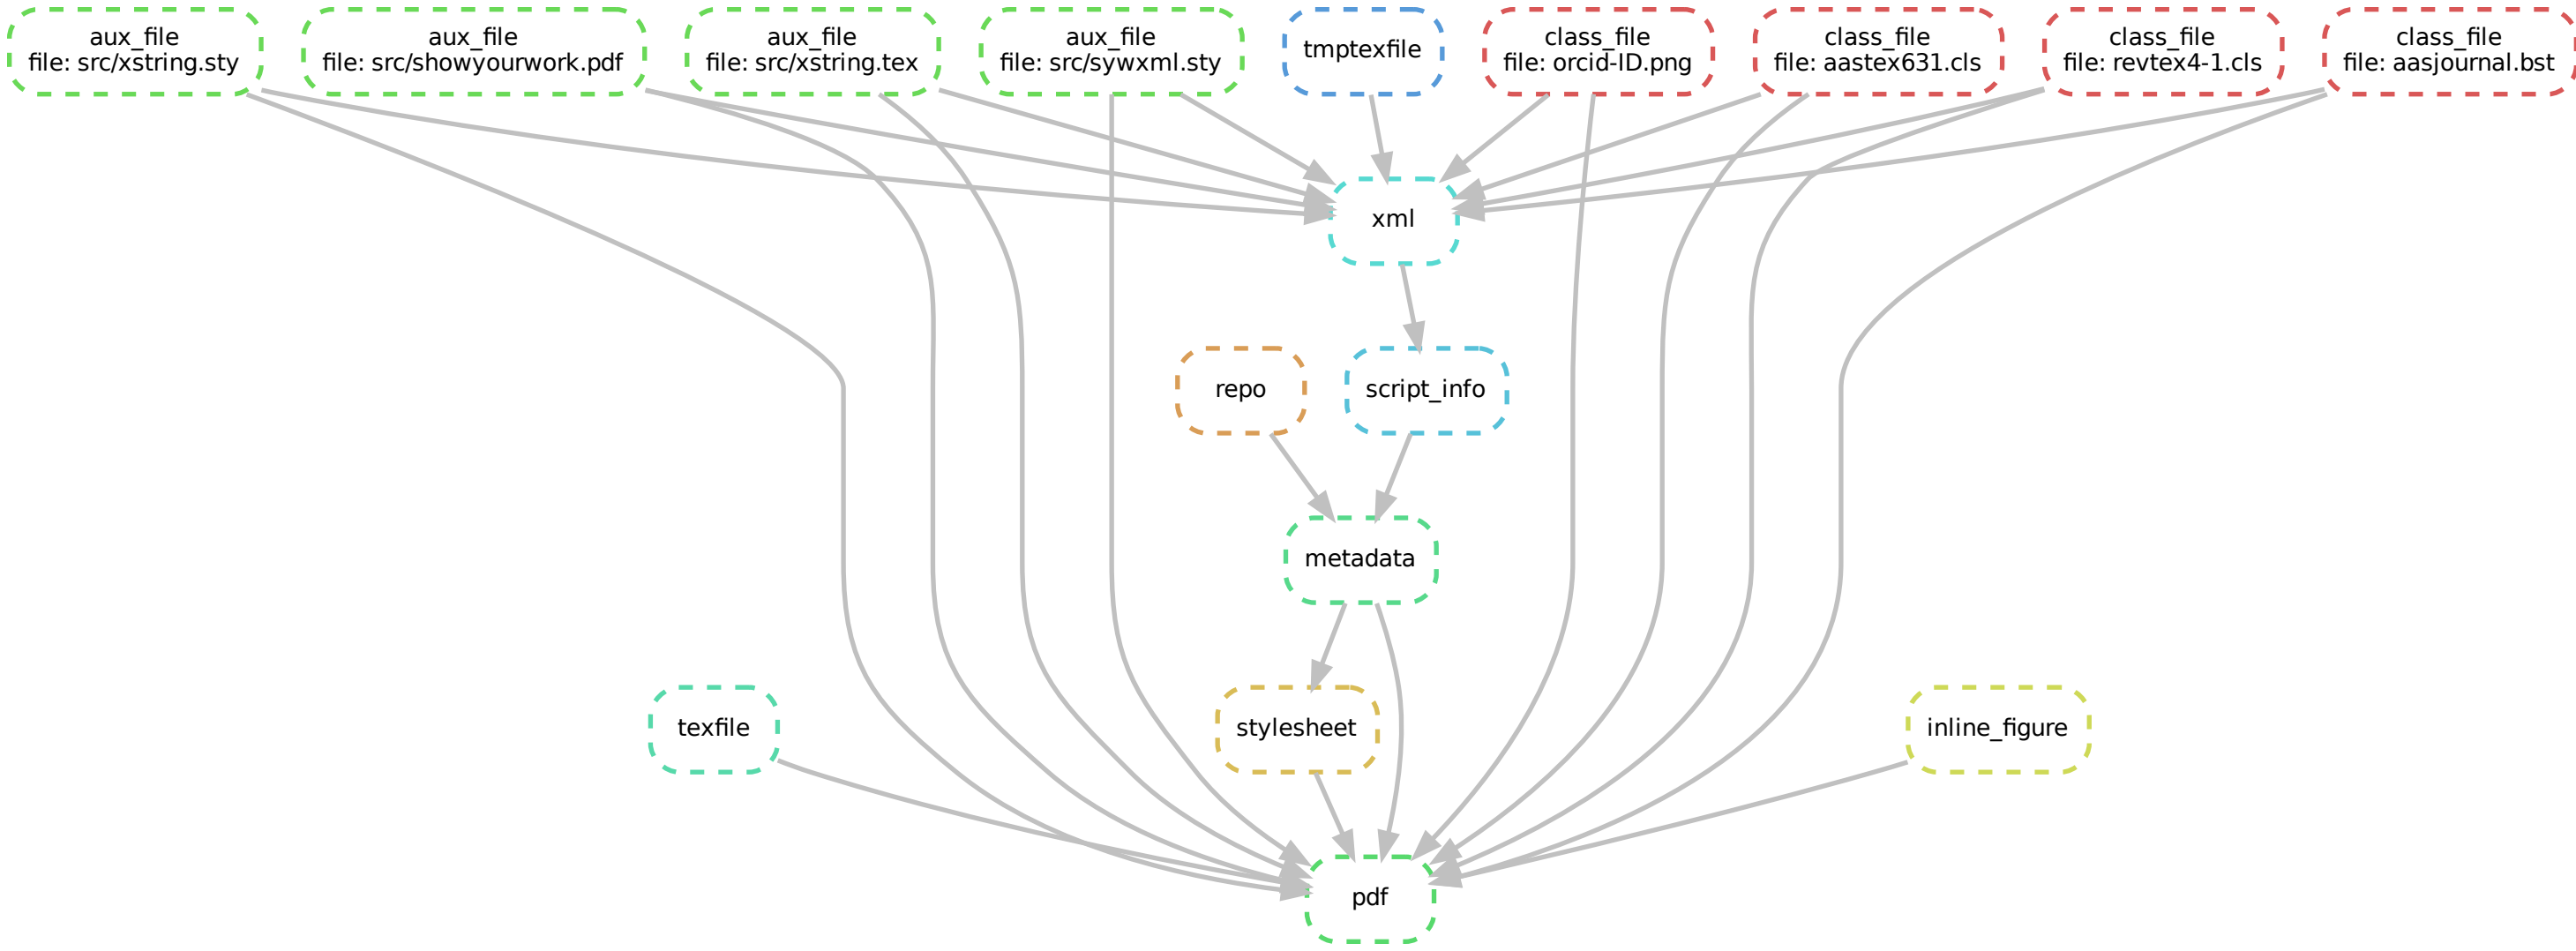 aux_file
file: src/xstring.sty
aux_file
file: src/showyourwork.pdf
aux_file
file: src/xstring.tex
aux_file
file: src/sywxml.sty
tmptexfile
class_file
file: orcid-ID.png
class_file
file: aastex631.cls
class_file
file: revtex4-1.cls
class_file
file: aasjournal.bst
xml
repo
script_info
metadata
texfile
stylesheet
inline_figure
pdf